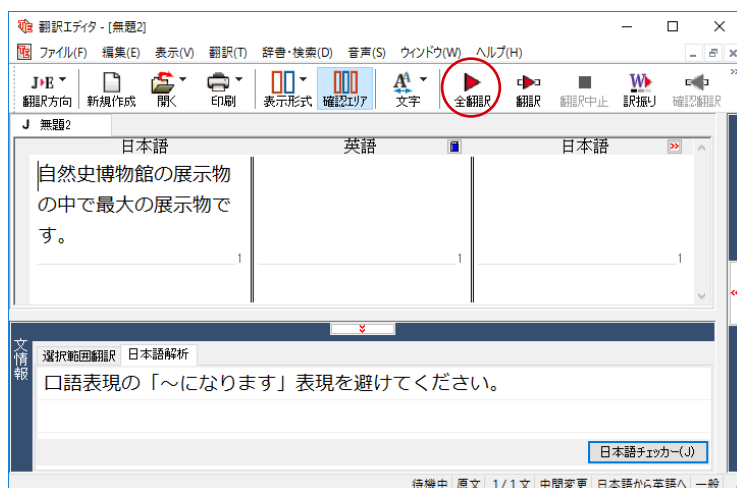 翻訳エディタ - [無題2]
ファイル(F) 編集(E) 表示(V) 翻訳(T) 辞書・検索(D) 音声(S) ウィンドウ(W) ヘルプ(H)
J▸E
翻訳方向 新規作成 開く 印刷 表示形式 確認エリア 文字 全翻訳 翻訳 翻訳中止 訳振り 確認翻訳
J 無題2
日本語 英語 日本語
自然史博物館の展示物
の中で最大の展示物で
す。
1 1 1
文情報
選択範囲翻訳 日本語解析
口語表現の「～になります」表現を避けてください。
日本語チェッカー(J)
待機中 原文 1/1文 中間変更 日本語から英語へ 一般